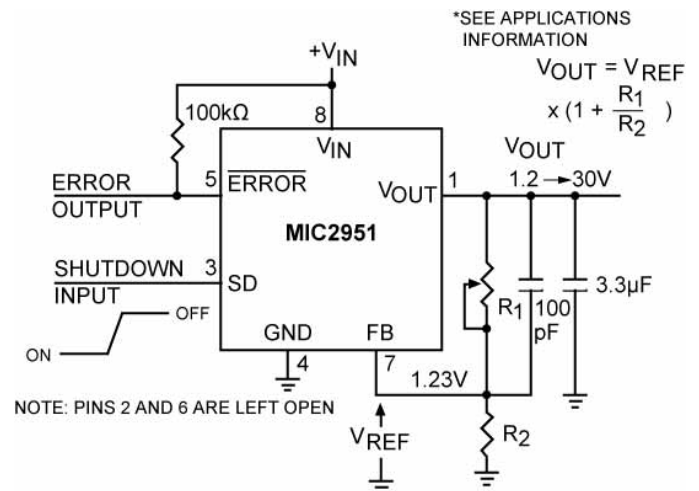 *SEE APPLICATIONS
INFORMATION
VOUT = VREF
x (1 + R1/R2 )
+VIN
100kΩ
8
VIN
VOUT
1.2 → 30V
ERROR
OUTPUT
5
ERROR
VOUT
1
MIC2951
SHUTDOWN
INPUT
3
SD
R1
100
pF
3.3µF
OFF
ON
GND
FB
4
7
1.23V
NOTE: PINS 2 AND 6 ARE LEFT OPEN
VREF
R2